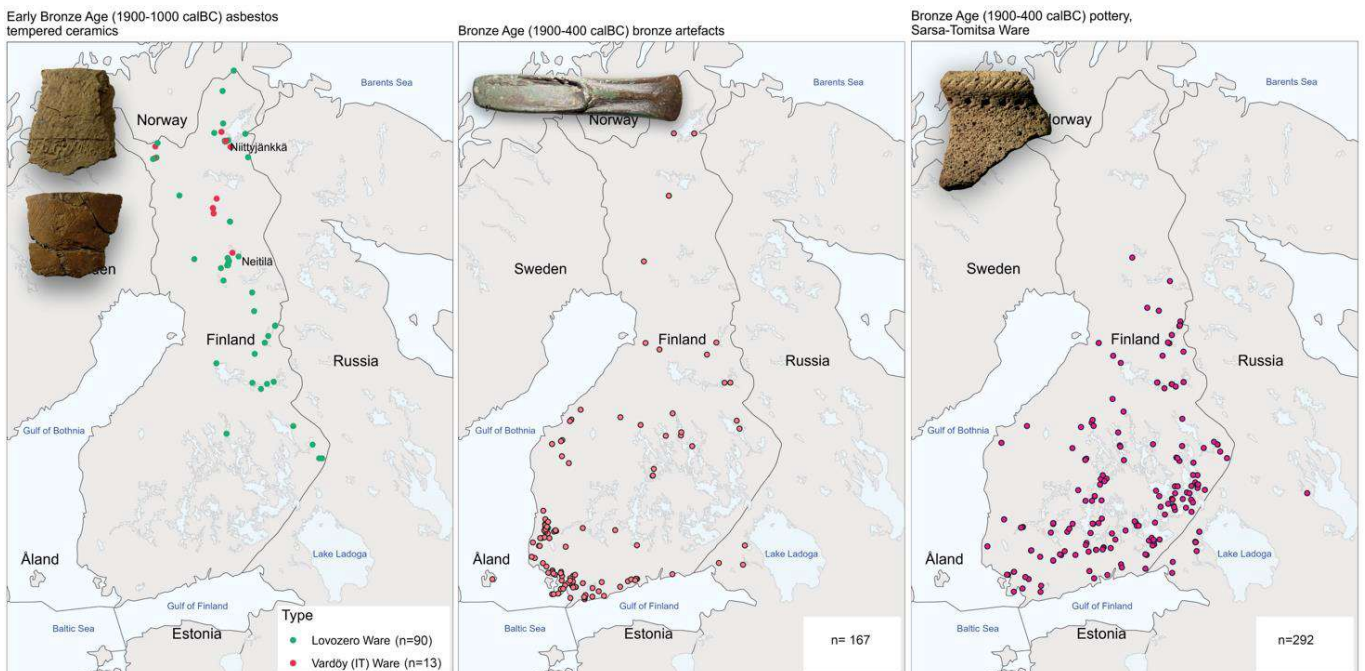 Early Bronze Age (1900-1000 calBC) asbestos
tempered ceramics
Barents Sea
Norway
Niittyjänkkä
den
Neitilä
Finland
Russia
Gulf of Bothnia
Åland
Lake Ladoga
Gulf of Finland
Baltic Sea
Estonia
Type
Lovozero Ware (n=90)
Vardöy (IT) Ware (n=13)
Bronze Age (1900-400 calBC) bronze artefacts
Barents Sea
Norway
Sweden
Finland
Russia
Gulf of Bothnia
Åland
Lake Ladoga
Gulf of Finland
Baltic Sea
Estonia
n= 167
Bronze Age (1900-400 calBC) pottery,
Sarsa-Tomitsa Ware
Barents Sea
orway
Sweden
Finland
Russia
Gulf of Bothnia
Åland
Lake Ladoga
Gulf of Finland
Baltic Sea
Estonia
n=292